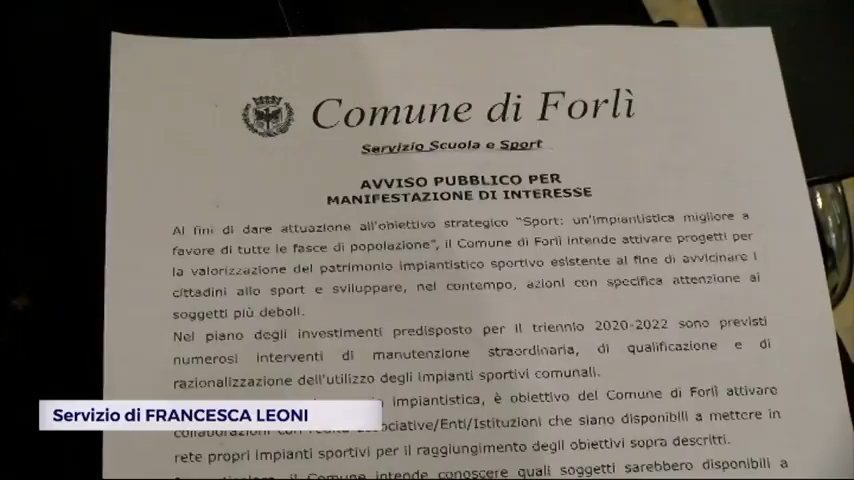 Comune di Forlì
Servizio Scuola e Sport
AVVISO PUBBLICO PER
MANIFESTAZIONE DI INTERESSE
Al fini di dare attuazione all'obiettivo strategico "Sport: un'impiantistica migliore a
favore di tutte le fasce di popolazione", il Comune di Forlì intende attivare progetti per
la valorizzazione del patrimonio impiantistico sportivo esistente al fine di avvicinare i
cittadini allo sport e sviluppare, nel contempo, azioni con specifica attenzione ai
soggetti più deboli.
Nel piano degli investimenti predisposto per il triennio 2020-2022 sono previsti
numerosi interventi di manutenzione straordinaria, di qualificazione e di
razionalizzazione dell'utilizzo degli impianti sportivi comunali.
impiantistica, è obiettivo del Comune di Forlì attivare
Servizio di FRANCESCA LEONI
collaborazioni con associative/Enti/Istituzioni che siano disponibili a mettere in
rete propri impianti sportivi per il raggiungimento degli obiettivi sopra descritti.
il Comune intende conoscere quali soggetti sarebbero disponibili a